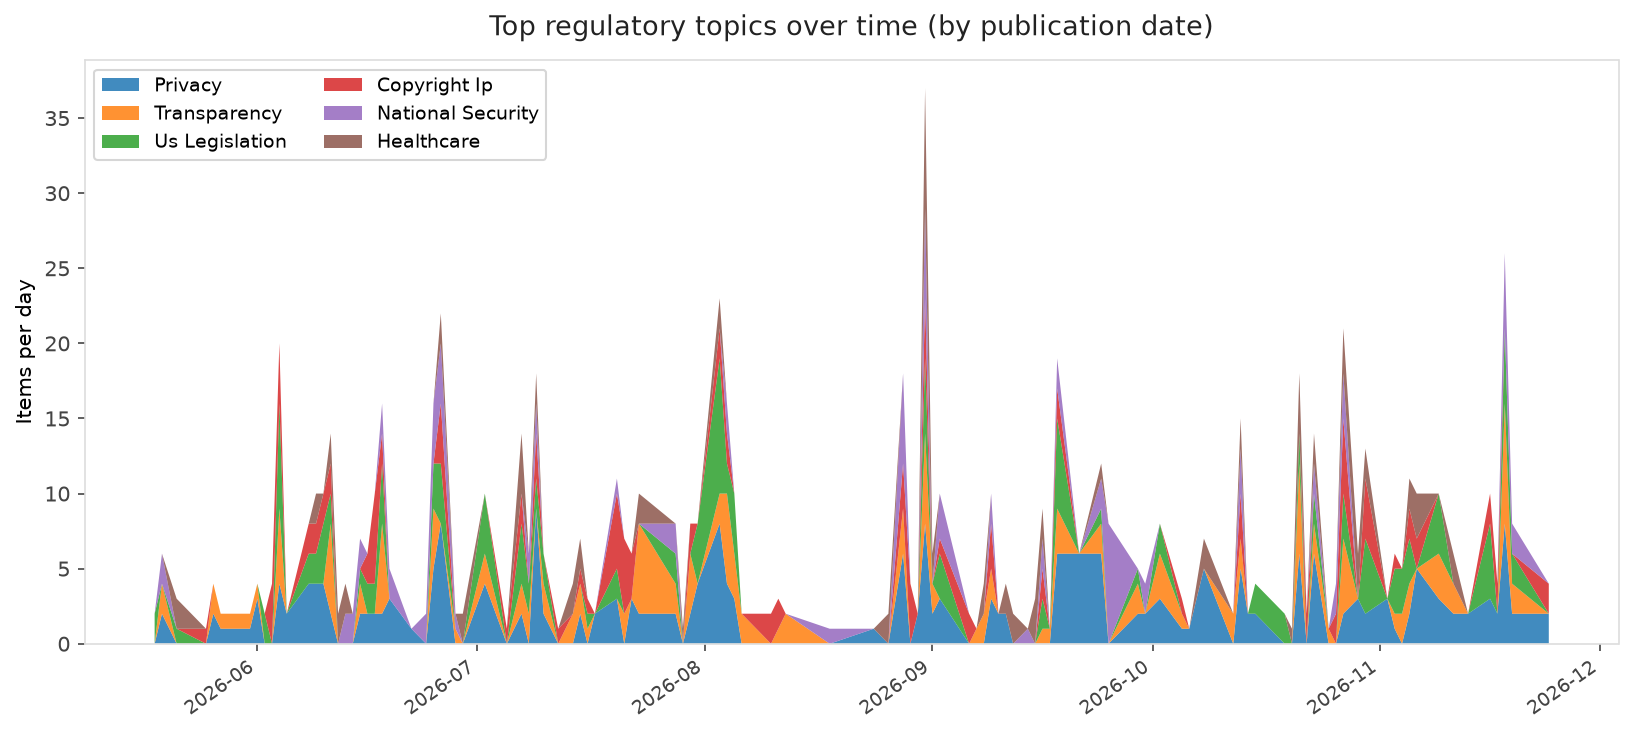 Top regulatory topics over time (by publication date)
Privacy
Transparency
Us Legislation
Copyright Ip
National Security
Healthcare
Items per day
35
30
25
20
15
10
5
0
2026-06
2026-07
2026-08
2026-09
2026-10
2026-11
2026-12